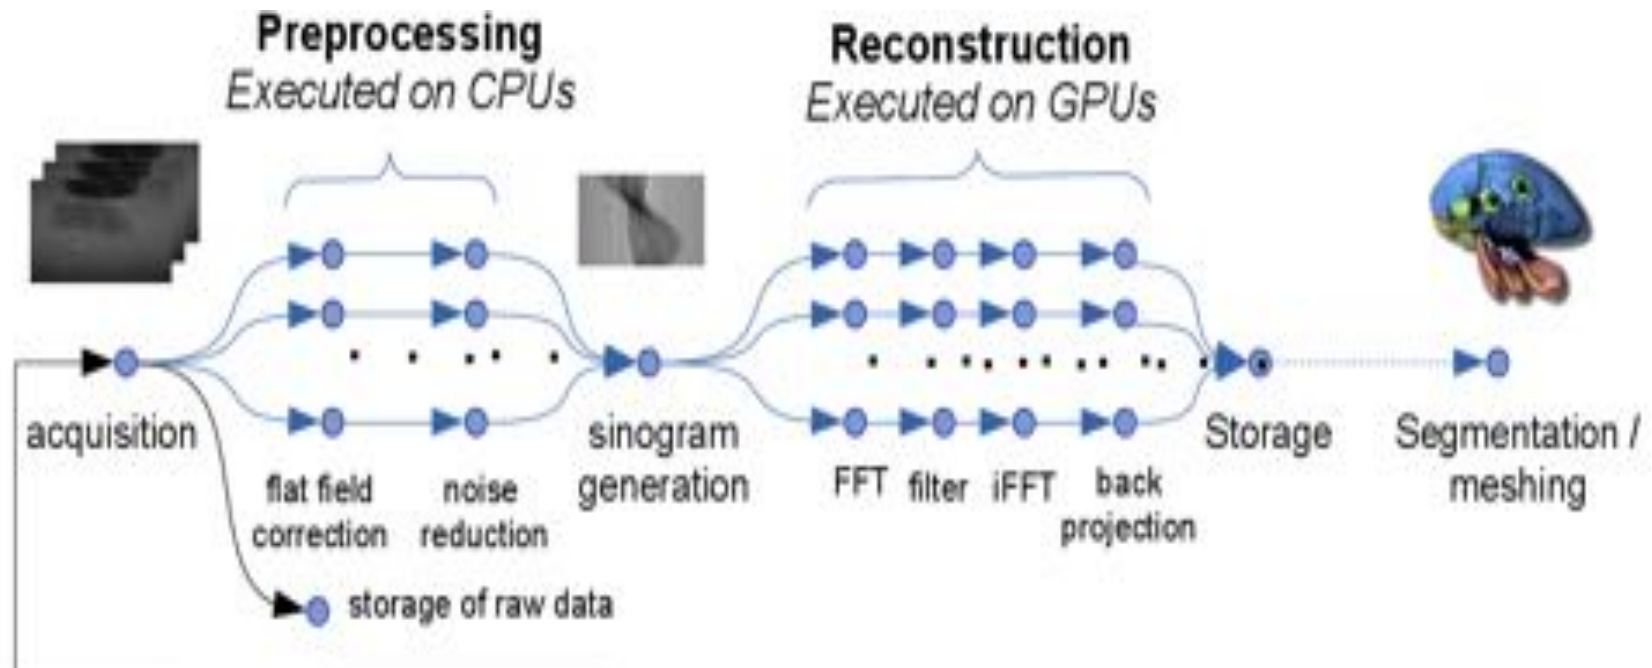 Preprocessing
Executed on CPUs
Reconstruction
Executed on GPUs
acquisition
flat field
correction
noise
reduction
storage of raw data
sinogram
generation
FFT
filter
iFFT
back
projection
Storage
Segmentation /
meshing